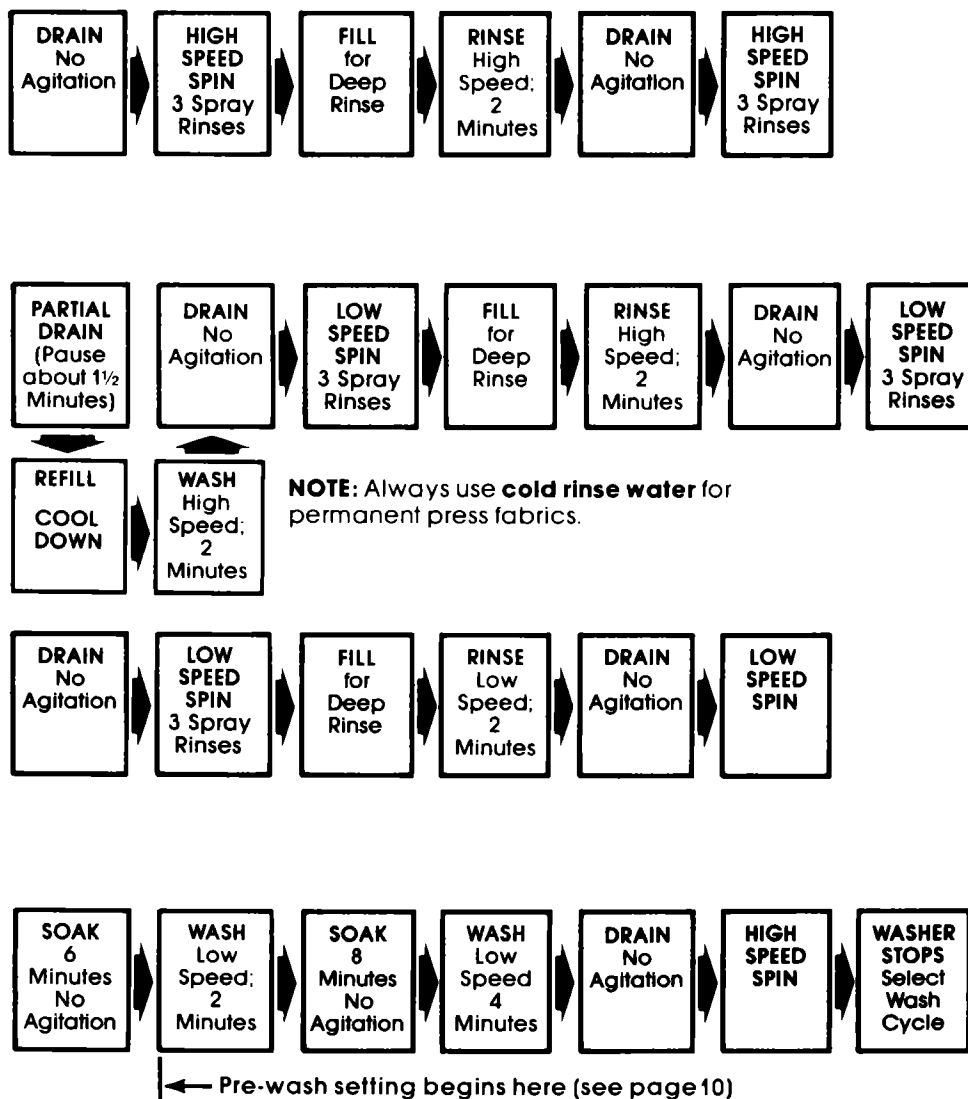 DRAIN
No
Agitation
HIGH
SPEED
SPIN
3 Spray
Rinses
FILL
for
Deep
Rinse
RINSE
High
Speed;
2
Minutes
DRAIN
No
Agitation
HIGH
SPEED
SPIN
3 Spray
Rinses
PARTIAL
DRAIN
(Pause
about 1½
Minutes)
REFILL
COOL
DOWN
WASH
High
Speed;
2
Minutes
DRAIN
No
Agitation
LOW
SPEED
SPIN
3 Spray
Rinses
FILL
for
Deep
Rinse
RINSE
High
Speed;
2
Minutes
DRAIN
No
Agitation
LOW
SPEED
SPIN
3 Spray
Rinses
NOTE: Always use cold rinse water for
permanent press fabrics.
DRAIN
No
Agitation
LOW
SPEED
SPIN
3 Spray
Rinses
FILL
for
Deep
Rinse
RINSE
Low
Speed;
2
Minutes
DRAIN
No
Agitation
LOW
SPEED
SPIN
SOAK
6
Minutes
No
Agitation
WASH
Low
Speed;
2
Minutes
SOAK
8
Minutes
No
Agitation
WASH
Low
Speed
4
Minutes
DRAIN
No
Agitation
HIGH
SPEED
SPIN
WASHER
STOPS
Select
Wash
Cycle
Pre-wash setting begins here (see page 10)